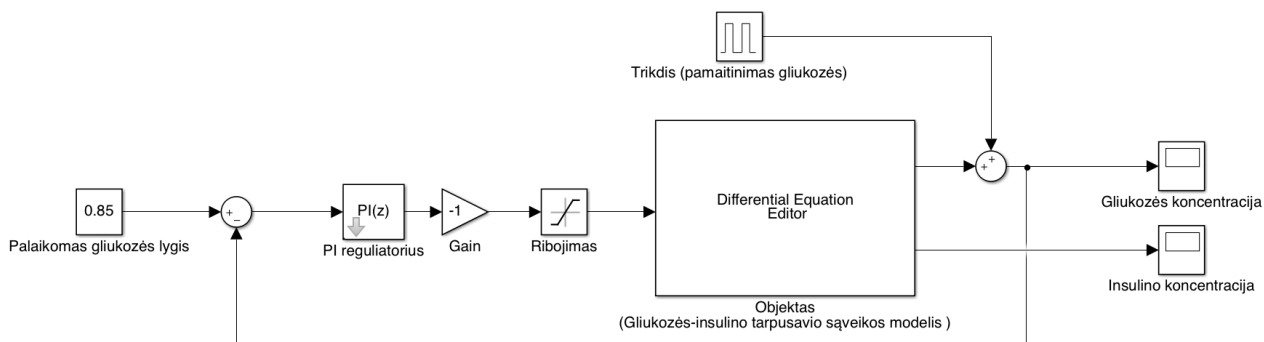 Trikdis (pamaitinimas gliukozės)
Differential Equation
Editor
+
+
Gliukozės koncentracija
0.85
+
−
PI(z)
-1
Palaikomas gliukozės lygis
PI reguliatorius
Gain
Ribojimas
Insulino koncentracija
Objektas
(Gliukozės-insulino tarpusavio sąveikos modelis )